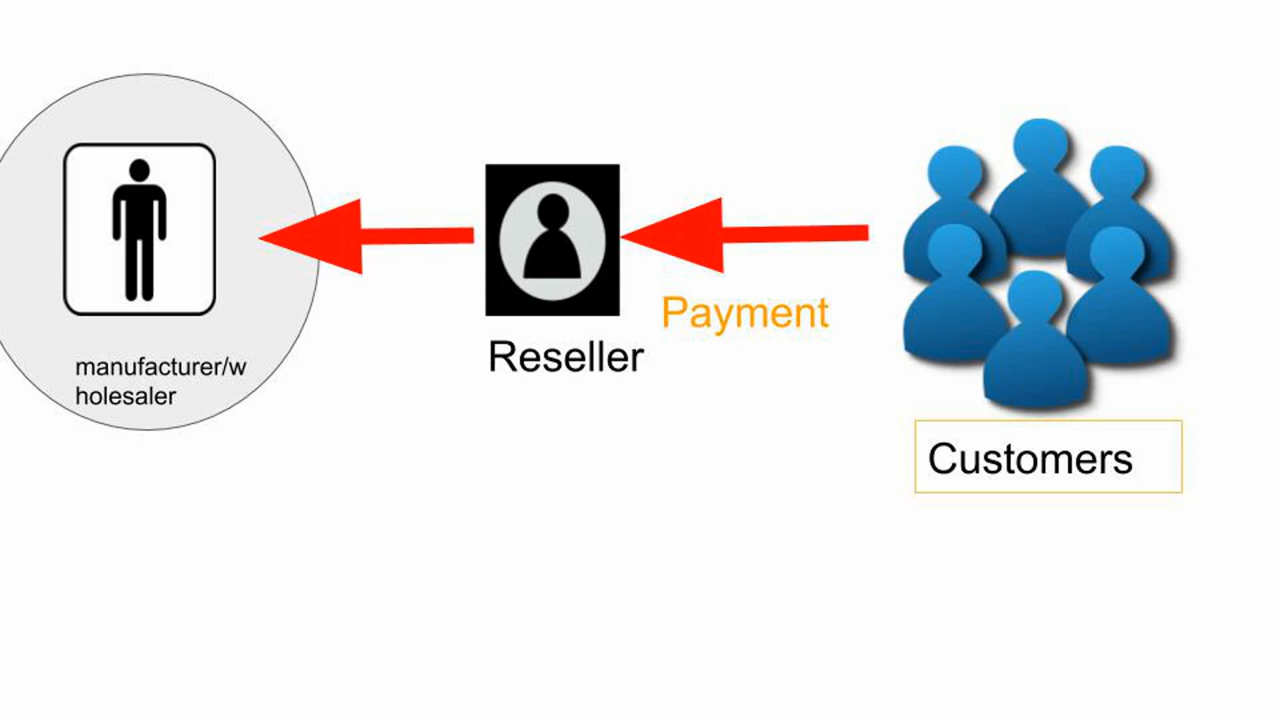 manufacturer/w
holesaler
Reseller
Payment
Customers